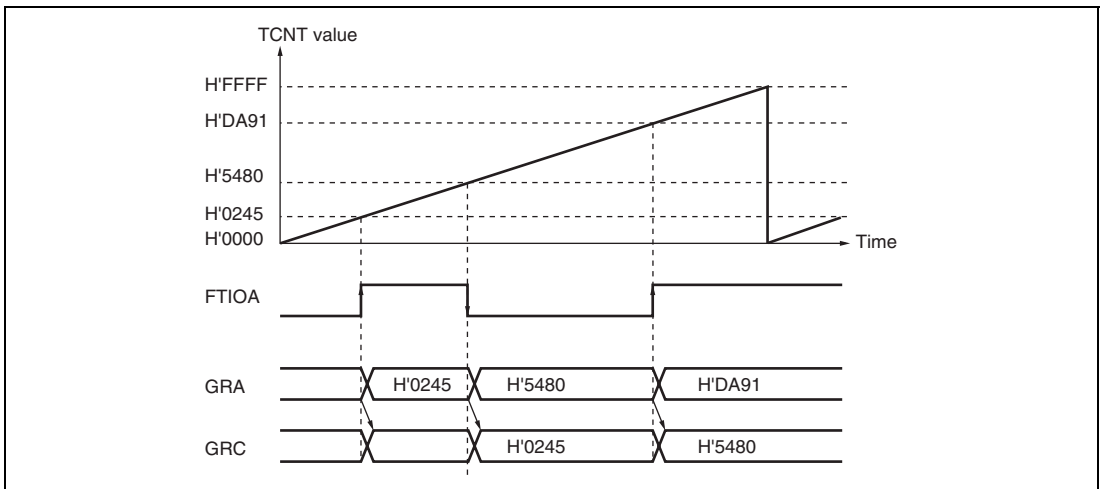 TCNT value
H'FFFF
H'DA91
H'5480
H'0245
H'0000
Time
FTIOA
GRA H'0245 H'5480 H'DA91
GRC H'0245 H'5480